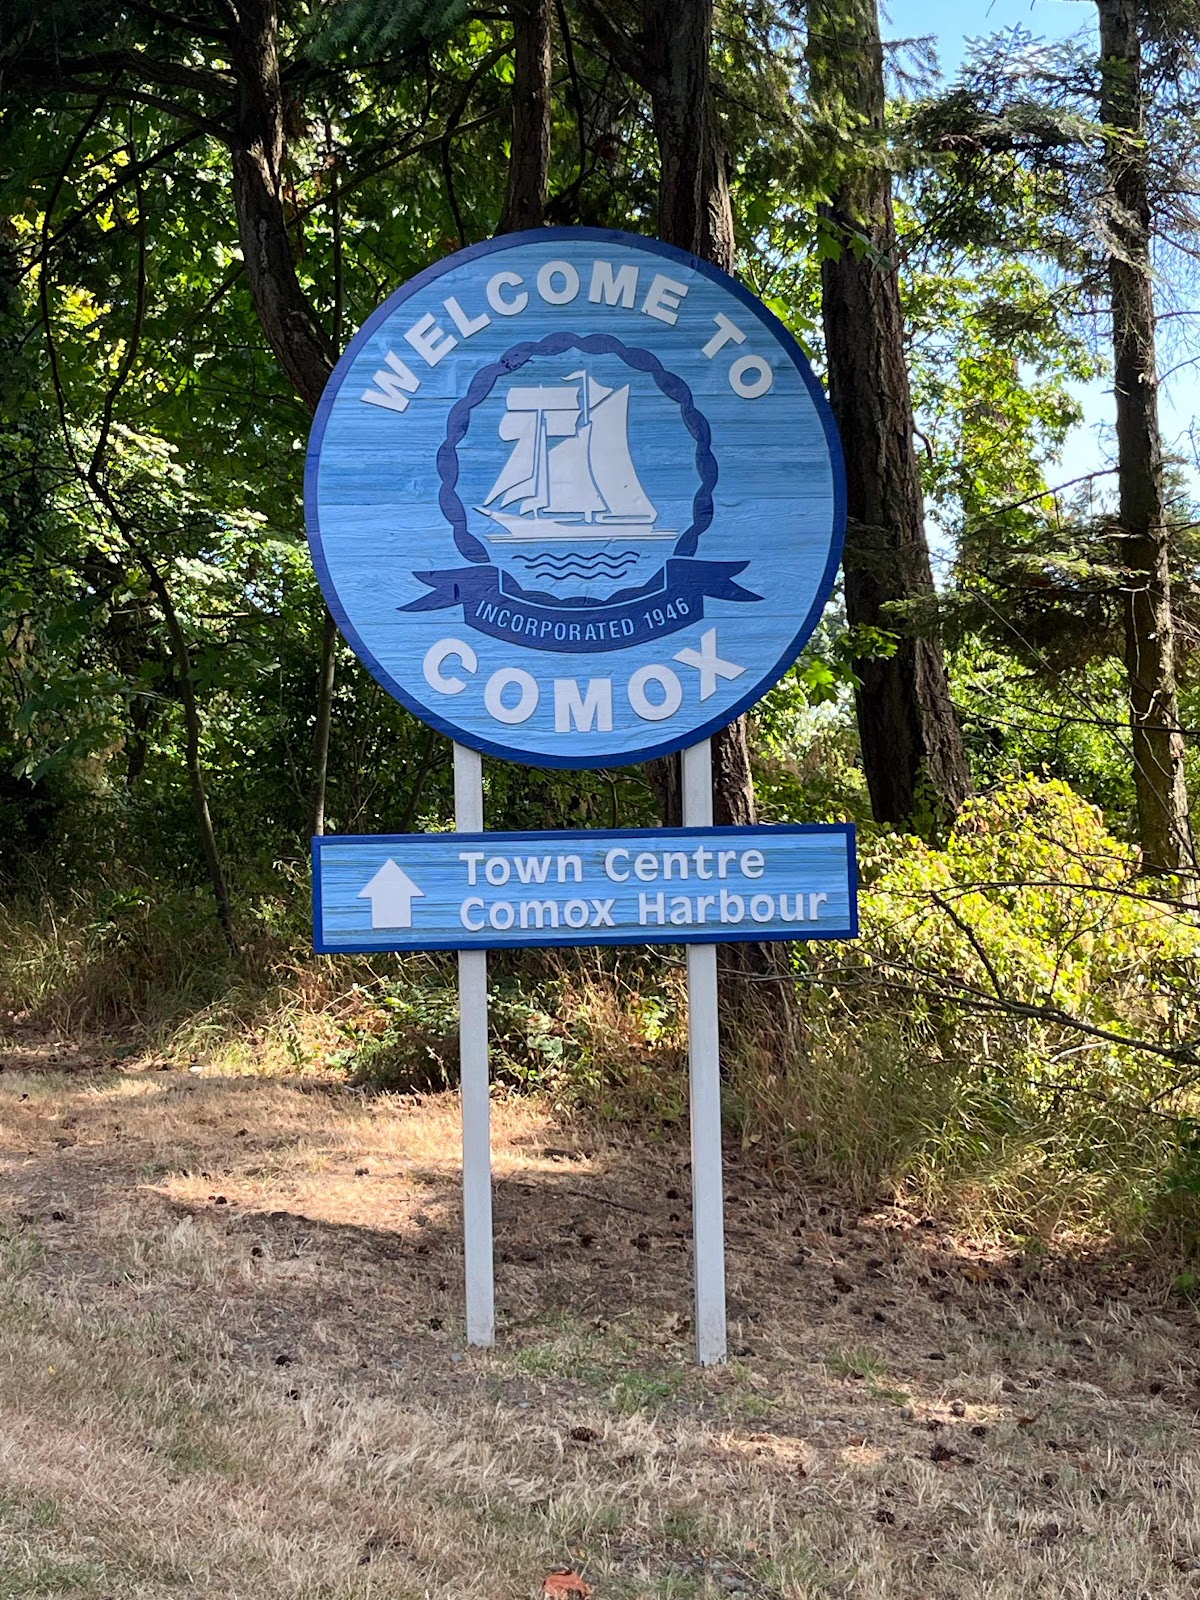 WELCOME TO
INCORPORATED 1946
COMOX
Town Centre
Comox Harbour